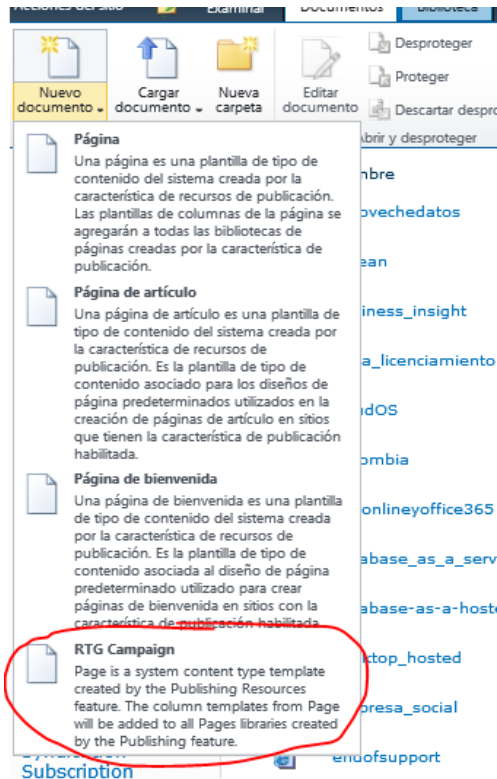 Acciones del sitio Examinar Documentos Biblioteca
Desproteger
Proteger
Nuevo documento
Cargar documento
Nueva carpeta
Editar documento
Descartar despro
Abrir y desproteger
Página
Una página es una plantilla de tipo de
contenido del sistema creada por la
característica de recursos de publicación.
Las plantillas de columnas de la página se
agregarán a todas las bibliotecas de
páginas creadas por la característica de
publicación.
Página de artículo
Una página de artículo es una plantilla de
tipo de contenido del sistema creada por
la característica de recursos de
publicación. Es la plantilla de tipo de
contenido asociado para los diseños de
página predeterminados utilizados en la
creación de páginas de artículo en sitios
que tienen la característica de publicación
habilitada.
Página de bienvenida
Una página de bienvenida es una plantilla
de tipo de contenido del sistema creada
por la característica de recursos de
publicación. Es la plantilla de tipo de
contenido asociada al diseño de página
predeterminado utilizado para crear
páginas de bienvenida en sitios con la
característica de publicación habilitada.
RTG Campaign
Page is a system content type template
created by the Publishing Resources
feature. The column templates from Page
will be added to all Pages libraries created
by the Publishing feature.
mbre
ovechedatos
ean
iness_insight
a_licenciamiento
udOS
ombia
onlineyoffice365
abase_as_a_serv
abase-as-a-hoste
ktop_hosted
presa_social
endofsupport
Subscription